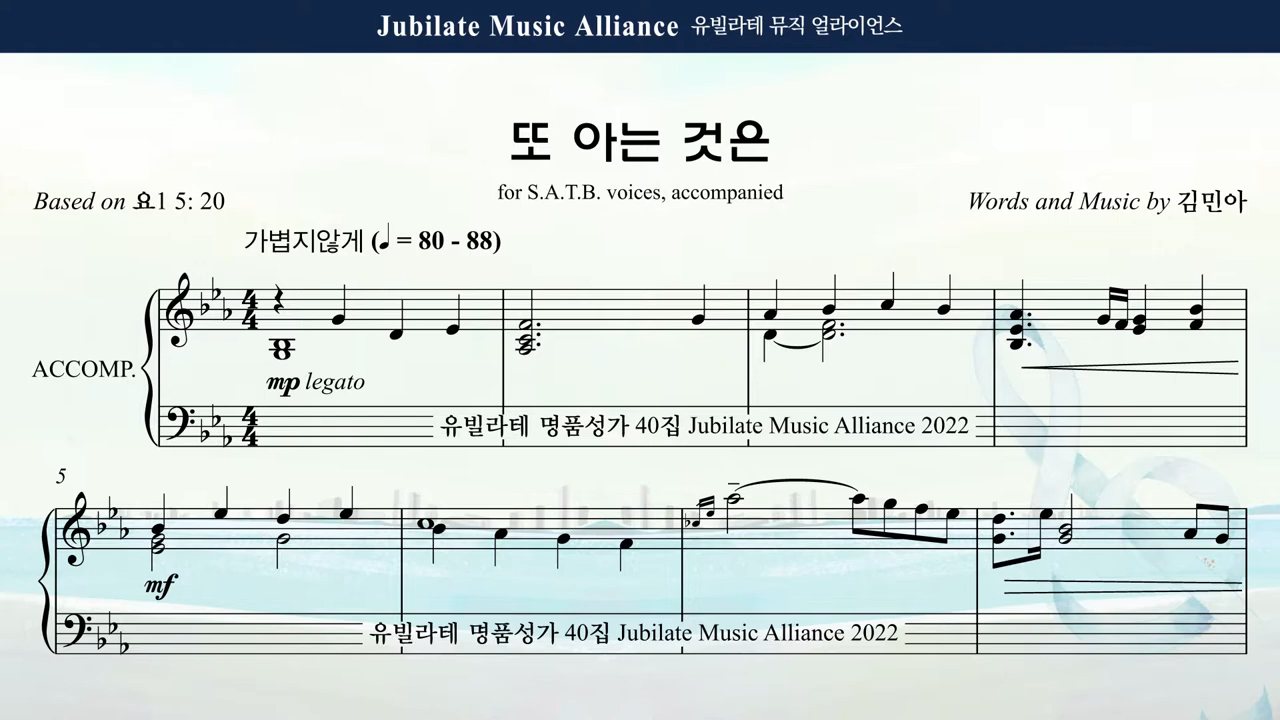 Jubilate Music Alliance 유빌라테 뮤직 얼라이언스
또 아는 것은
for S.A.T.B. voices, accompanied
Based on 요1 5: 20
Words and Music by 김민아
가볍지않게 (♩ = 80 - 88)
ACCOMP.
mp legato
유빌라테 명품성가 40집 Jubilate Music Alliance 2022
5
mf
유빌라테 명품성가 40집 Jubilate Music Alliance 2022